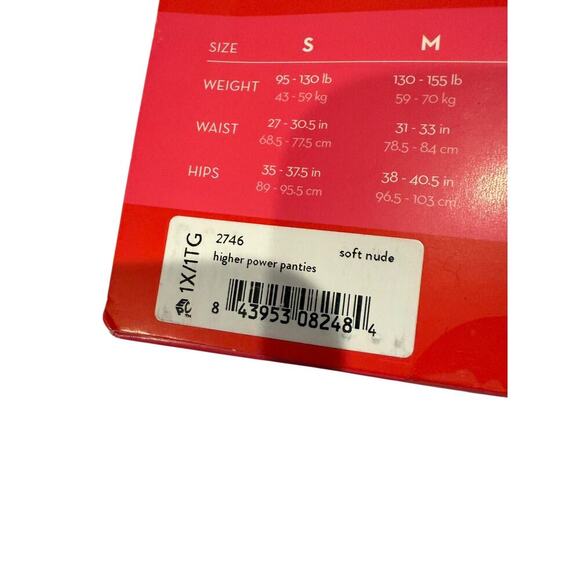 SIZE S M
WEIGHT 95 - 130 lb 130 - 155 lb
43 - 59 kg 59 - 70 kg
WAIST 27 - 30.5 in 31 - 33 in
68.5 - 77.5 cm 78.5 - 84 cm
HIPS 35 - 37.5 in 38 - 40.5 in
89 - 95.5 cm 96.5 - 103 cm
1X/1TG
2746 soft nude
higher power panties
8 43953 08248 4